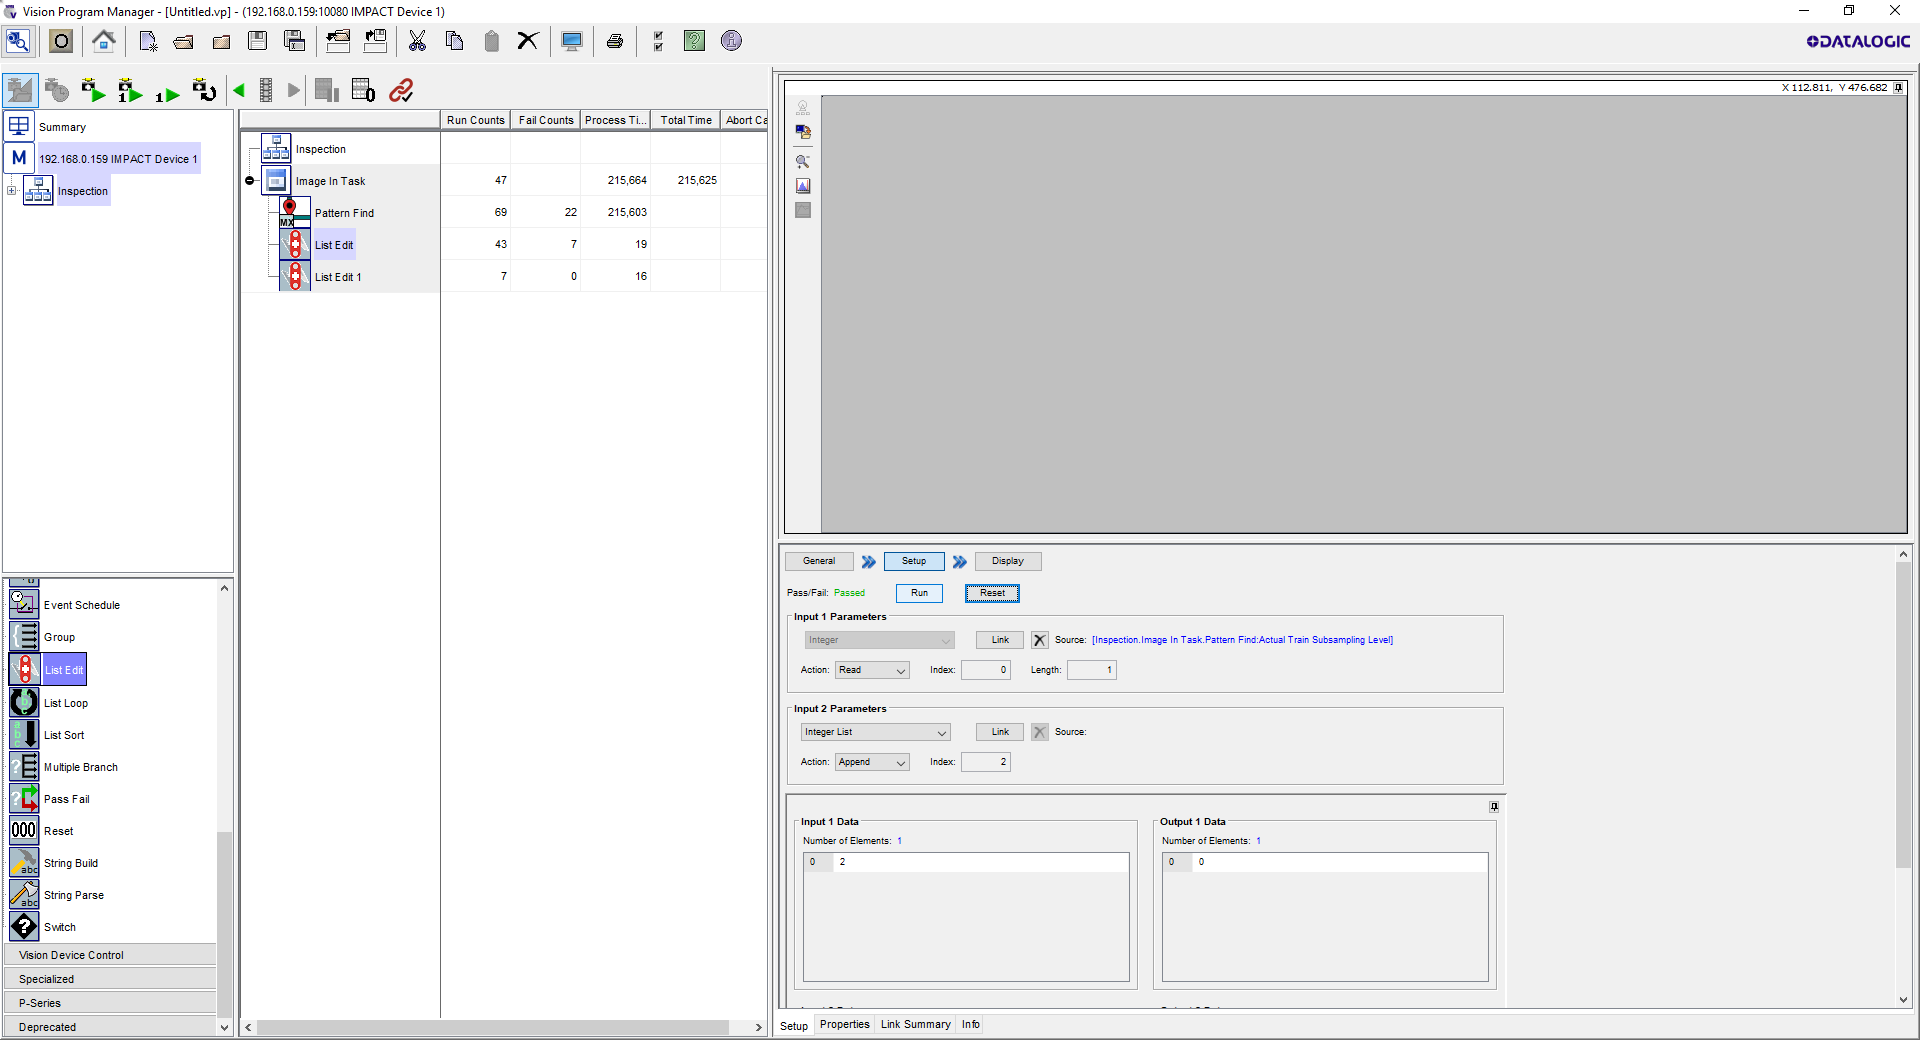 Vision Program Manager - [Untitled.vp] - (192.168.0.159:10080 IMPACT Device 1)
DATALOGIC
Summary
M 192.168.0.159 IMPACT Device 1
Inspection
Event Schedule
Group
List Edit
List Loop
List Sort
Multiple Branch
Pass Fail
000 Reset
abc String Build
abc String Parse
Switch
Vision Device Control
Specialized
P-Series
Deprecated
Run Counts Fail Counts Process Ti... Total Time Abort Ca
Inspection
Image In Task 47 215,664 215,625
MX Pattern Find 69 22 215,603
List Edit 43 7 19
List Edit 1 7 0 16
X 112.811, Y 476.682
General Setup Display
Pass/Fail: Passed Run Reset
Input 1 Parameters
Integer Link Source: [Inspection.Image In Task.Pattern Find:Actual Train Subsampling Level]
Action: Read Index: 0 Length: 1
Input 2 Parameters
Integer List Link Source:
Action: Append Index: 2
Input 1 Data
Number of Elements: 1
0 2
Output 1 Data
Number of Elements: 1
0 0
Setup Properties Link Summary Info